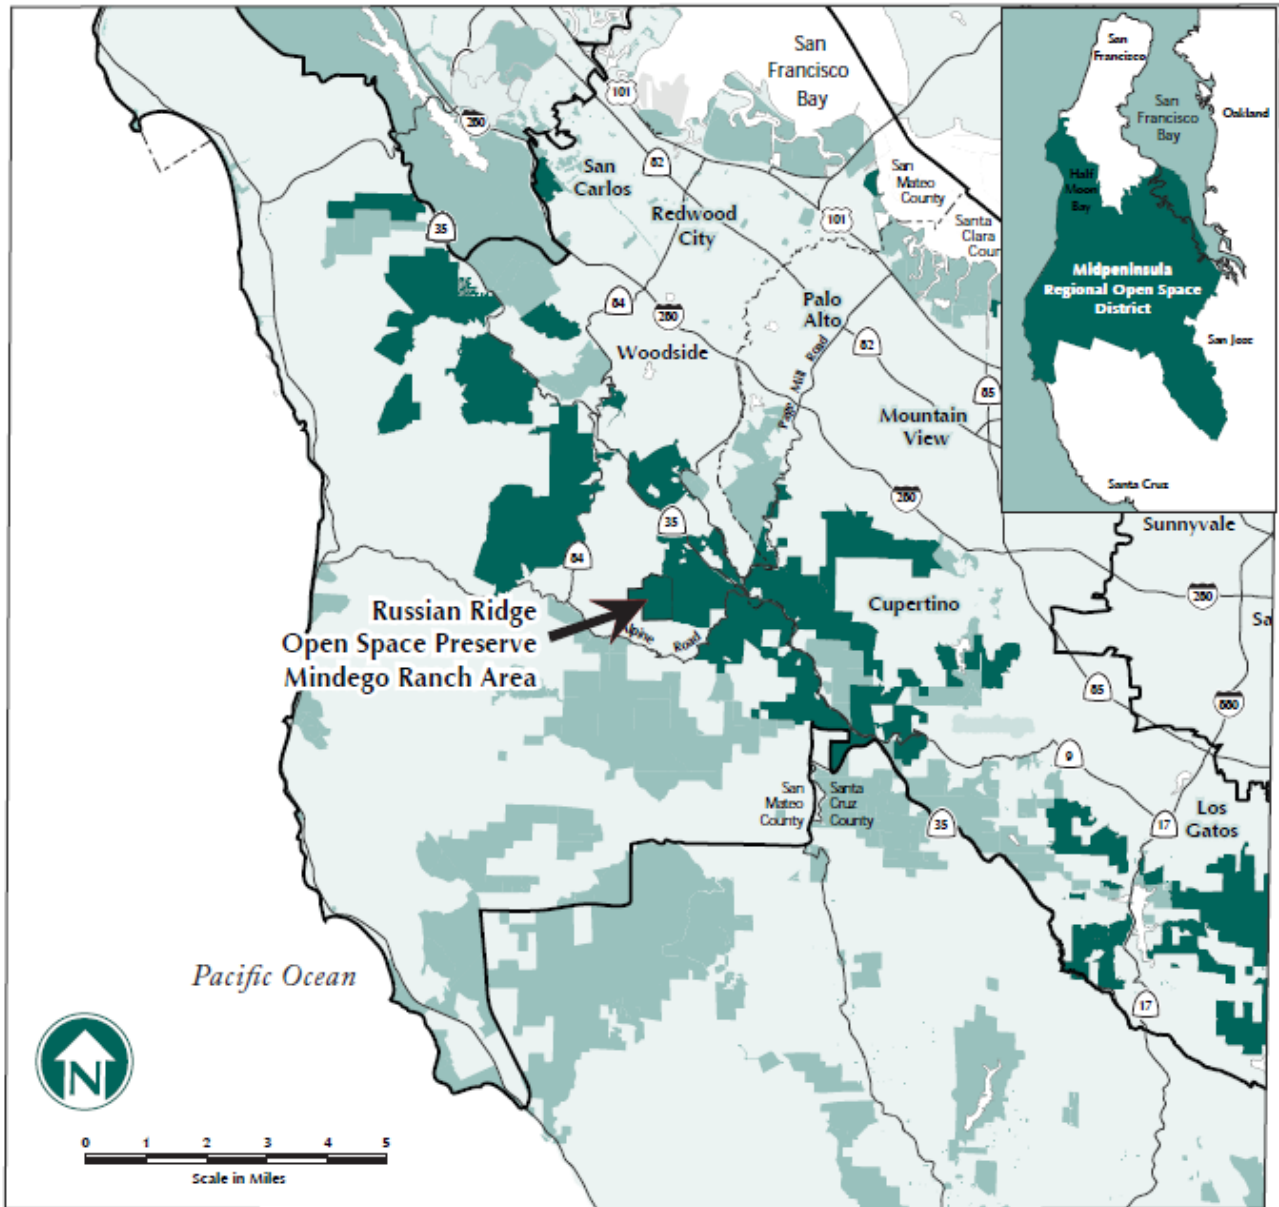 San
Francisco
Bay
101
280
82
San
Carlos
Redwood
City
35
101
San
Mateo
County
Santa
Clara
Coun
84
280
Palo
Alto
Woodside
82
Page Mill Road
85
Mountain
View
280
35
84
Sunnyvale
280
Sa
Cupertino
Russian Ridge
Open Space Preserve
Mindego Ranch Area
Alpine Road
85
880
9
San
Mateo
County
Santa
Cruz
County
35
17
Los
Gatos
17
Pacific Ocean
N
0 1 2 3 4 5
Scale in Miles
San
Francisco
San
Francisco
Bay
Oakland
Half
Moon
Bay
Midpeninsula
Regional Open Space
District
San Jose
Santa Cruz